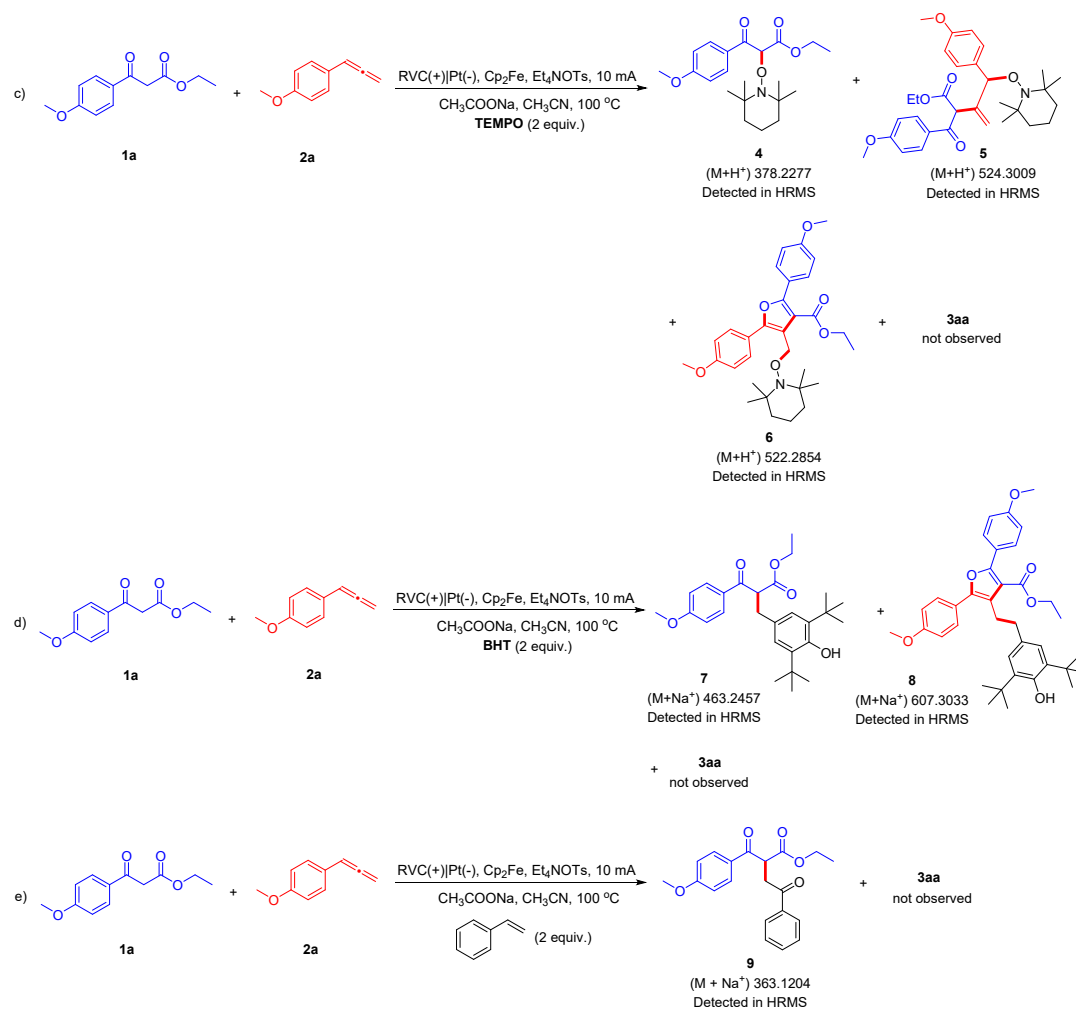 c)
O O
O
O
1a
+
O
2a
RVC(+)|Pt(-), Cp2Fe, Et4NOTs, 10 mA
CH3COONa, CH3CN, 100 oC
TEMPO (2 equiv.)
O O
O
O
O
N
4
(M+H+) 378.2277
Detected in HRMS
+
O
O
O
N
EtO
O
O
5
(M+H+) 524.3009
Detected in HRMS
+
O
O
O
O
O
O
N
6
(M+H+) 522.2854
Detected in HRMS
+
3aa
not observed
d)
O O
O
O
1a
+
O
2a
RVC(+)|Pt(-), Cp2Fe, Et4NOTs, 10 mA
CH3COONa, CH3CN, 100 oC
BHT (2 equiv.)
O
O
O
O
OH
7
(M+Na+) 463.2457
Detected in HRMS
+
O
O
O
O
O
OH
8
(M+Na+) 607.3033
Detected in HRMS
+
3aa
not observed
e)
O O
O
O
1a
+
O
2a
RVC(+)|Pt(-), Cp2Fe, Et4NOTs, 10 mA
CH3COONa, CH3CN, 100 oC
(2 equiv.)
O O
O
O
O
9
(M + Na+) 363.1204
Detected in HRMS
+
3aa
not observed